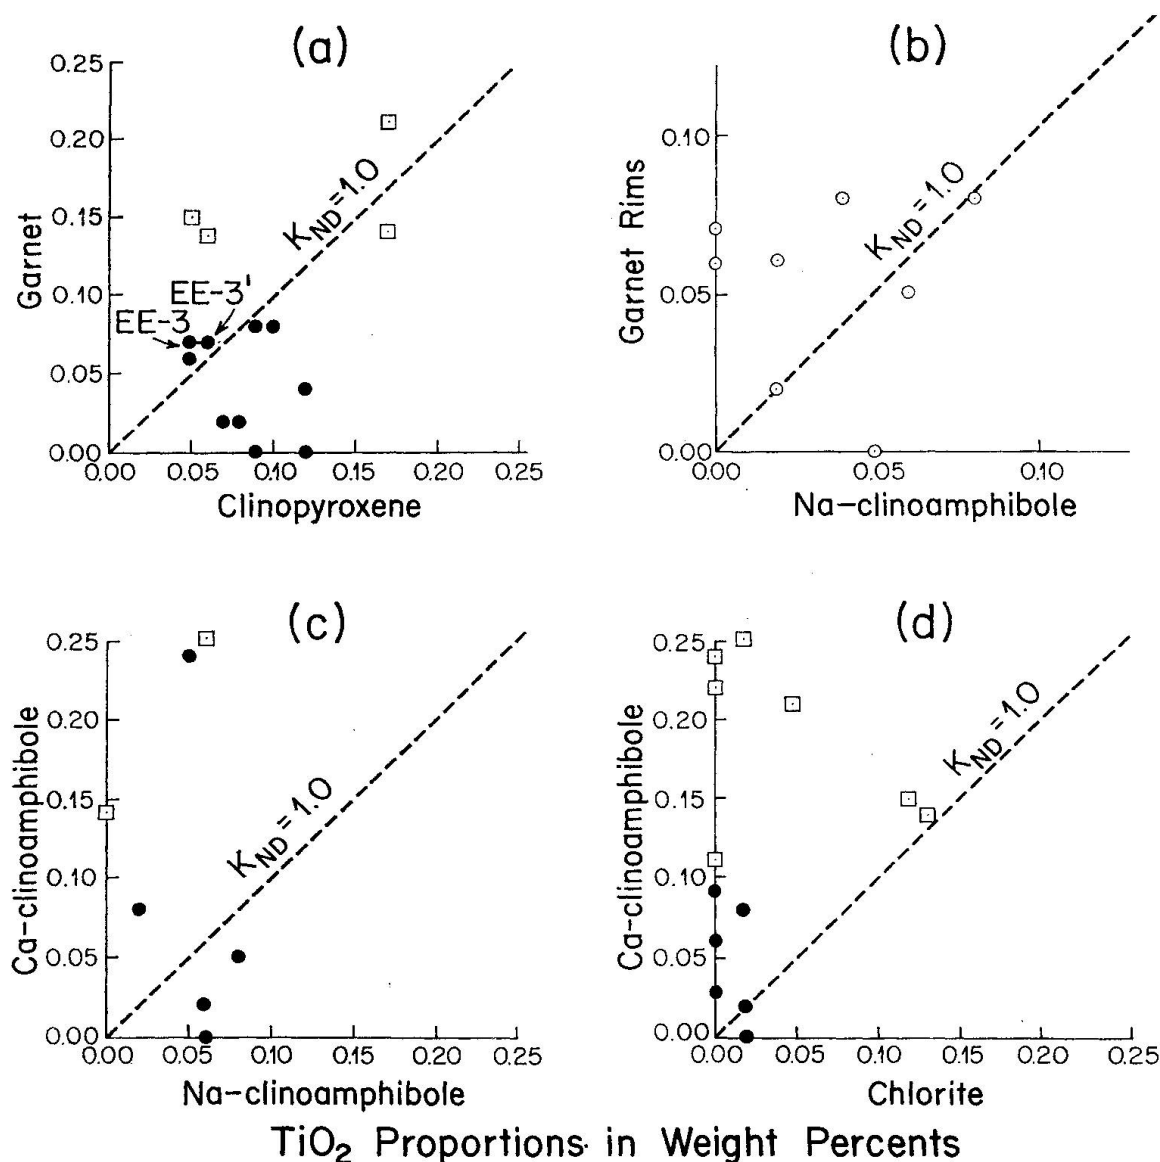 (a)
0.25
0.20
0.15
0.10
0.05
0.00
Garnet
K_ND=1.0
EE-3'
EE-3
0.00 0.05 0.10 0.15 0.20 0.25
Clinopyroxene
(b)
0.10
0.05
0.00
Garnet Rims
K_ND=1.0
0.00 0.05 0.10
Na-clinoamphibole
(c)
0.25
0.20
0.15
0.10
0.05
0.00
Ca-clinoamphibole
K_ND=1.0
0.00 0.05 0.10 0.15 0.20 0.25
Na-clinoamphibole
(d)
0.25
0.20
0.15
0.10
0.05
0.00
Ca-clinoamphibole
K_ND=1.0
0.00 0.05 0.10 0.15 0.20 0.25
Chlorite
TiO₂ Proportions in Weight Percents